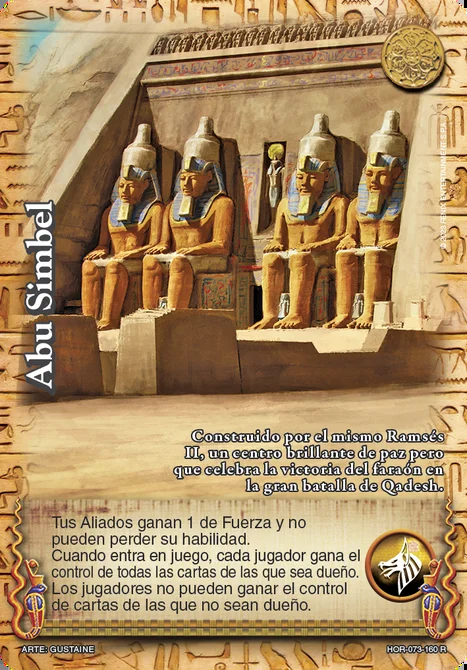 Abu Simbel
Construido por el mismo Ramsés
II, un centro brillante de paz pero
que celebra la victoria del faraón en
la gran batalla de Qadesh.
Tus Aliados ganan 1 de Fuerza y no
pueden perder su habilidad.
Cuando entra en juego, cada jugador gana el
control de todas las cartas de las que sea dueño.
Los jugadores no pueden ganar el control
de cartas de las que no sean dueño.
ARTE: GUSTAINE
HOR-073-160 R